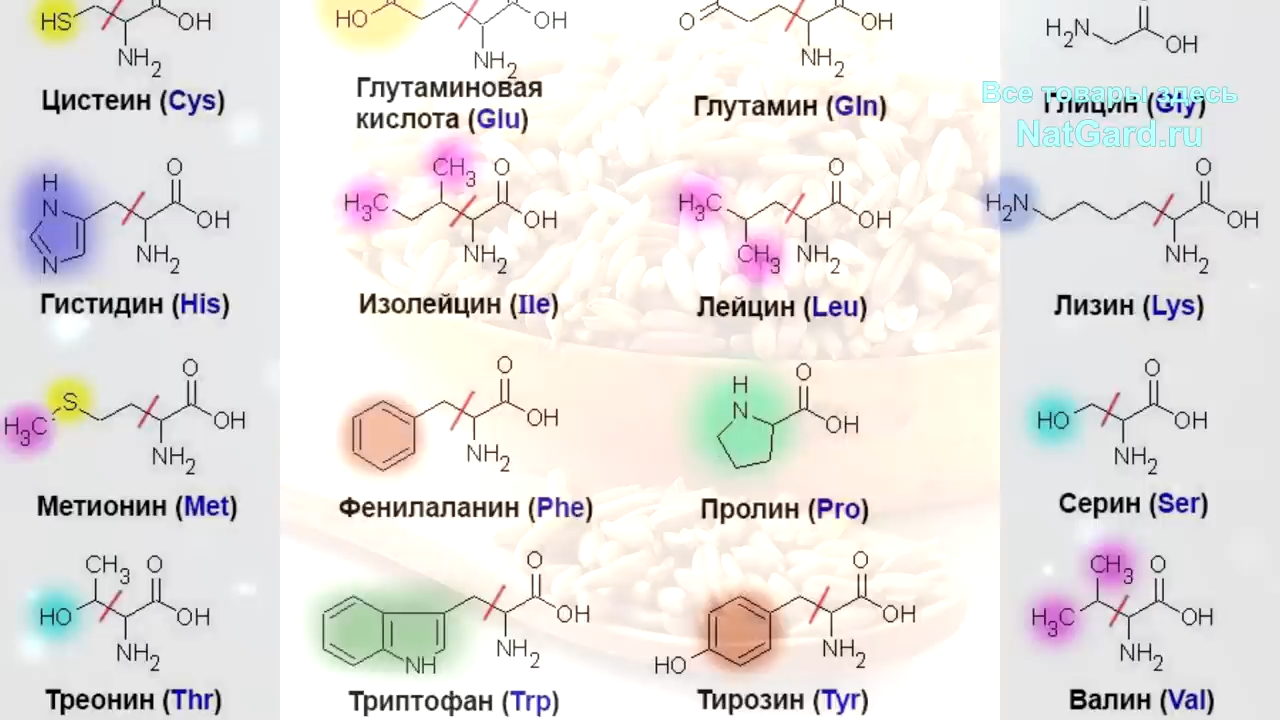 HS OH NH2
HO OH NH2
O OH NH2
H2N OH
Цистеин (Cys)
Глутаминовая
кислота (Glu)
Глутамин (Gln)
Глицин (Gly)
Все товары здесь
NatGard.ru
H N N O OH NH2
H3C CH3 O OH NH2
H3C CH3 O OH NH2
H2N O OH NH2
Гистидин (His)
Изолейцин (Ile)
Лейцин (Leu)
Лизин (Lys)
H3C S O OH NH2
O OH NH2
H N O OH
HO O OH NH2
Метионин (Met)
Фенилаланин (Phe)
Пролин (Pro)
Серин (Ser)
CH3 HO O OH NH2
NH O OH NH2
HO O OH NH2
CH3 H3C O OH NH2
Треонин (Thr)
Триптофан (Trp)
Тирозин (Tyr)
Валин (Val)